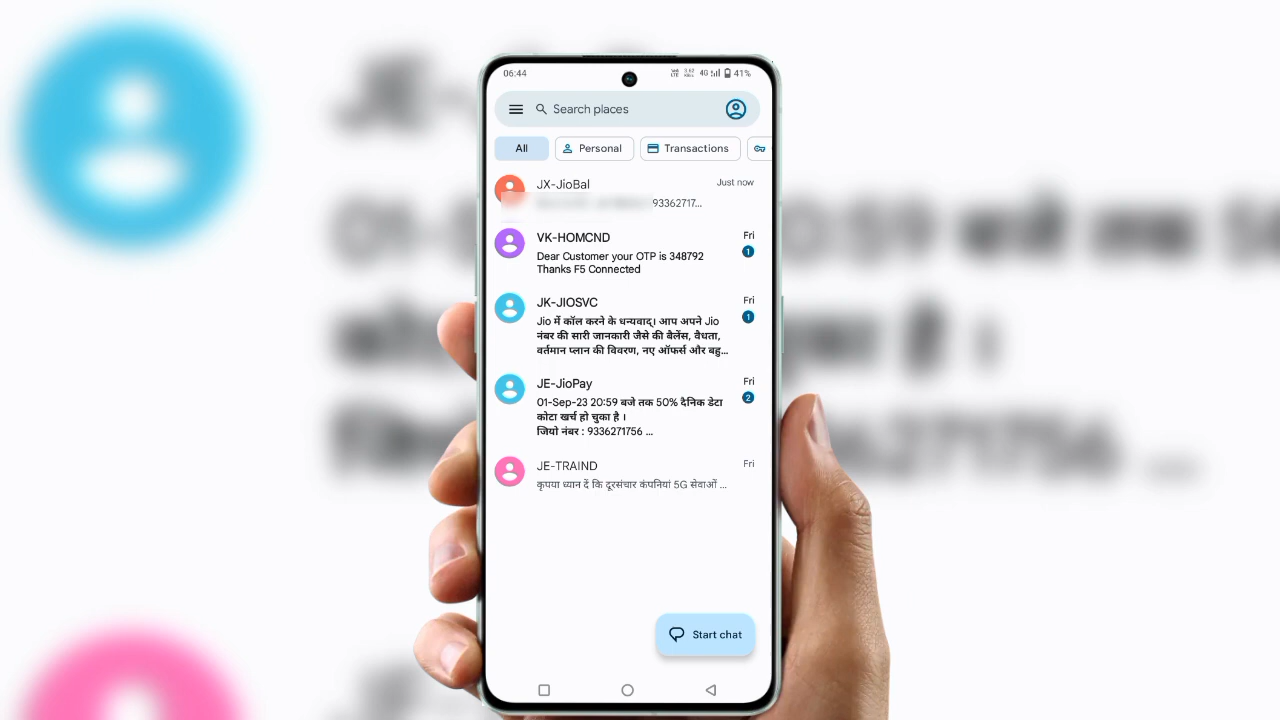 06:44
4G 41%
Search places
All
Personal
Transactions
JX-JioBal
Just now
93362717...
VK-HOMCND
Fri
Dear Customer your OTP is 348792
1
Thanks F5 Connected
JK-JIOSVC
Fri
Jio में कॉल करने के धन्यवाद्। आप अपने Jio
1
नंबर की सारी जानकारी जैसे की बैलेंस, वेधता,
वर्तमान प्लान की विवरण, नए ऑफर्स और बहु...
JE-JioPay
Fri
01-Sep-23 20:59 बजे तक 50% दैनिक डेटा
2
कोटा खर्च हो चुका है ।
जियो नंबर : 9336271756 ...
JE-TRAIND
Fri
कृपया ध्यान दें कि दूरसंचार कंपनियां 5G सेवाओं ...
Start chat